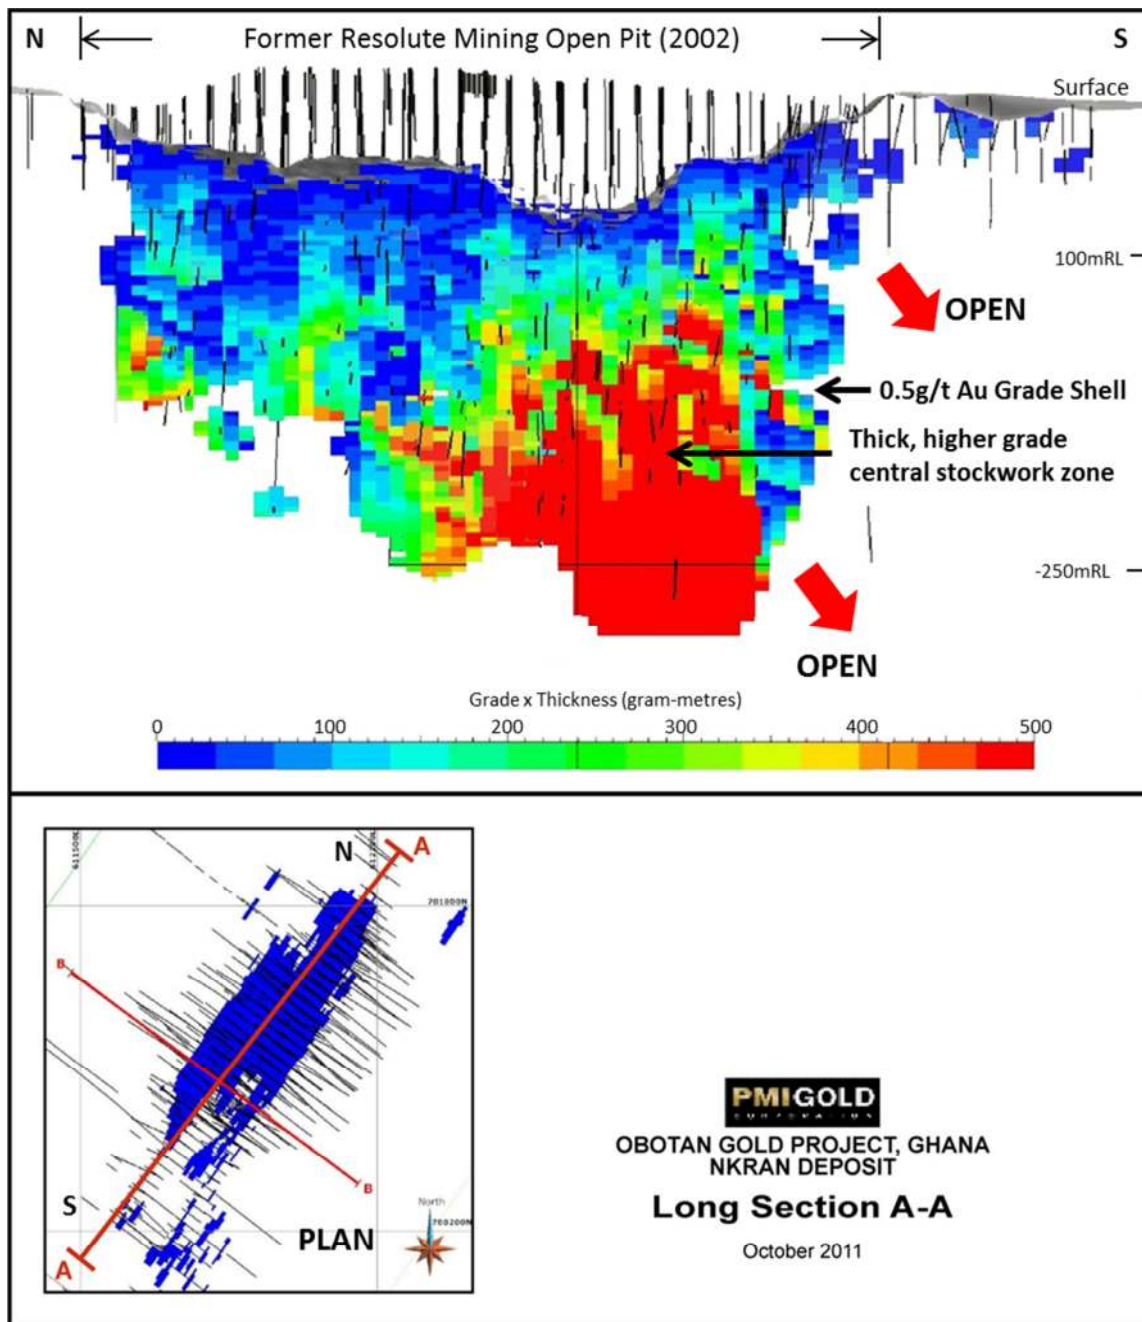 N
Former Resolute Mining Open Pit (2002)
S
Surface
100mRL
OPEN
0.5g/t Au Grade Shell
Thick, higher grade
central stockwork zone
-250mRL
OPEN
Grade x Thickness (gram-metres)
0 100 200 300 400 500
N
A
B
B
S
A
PLAN
North
PMIGOLD
CORPORATION
OBOTAN GOLD PROJECT, GHANA
NKRAN DEPOSIT
Long Section A-A
October 2011